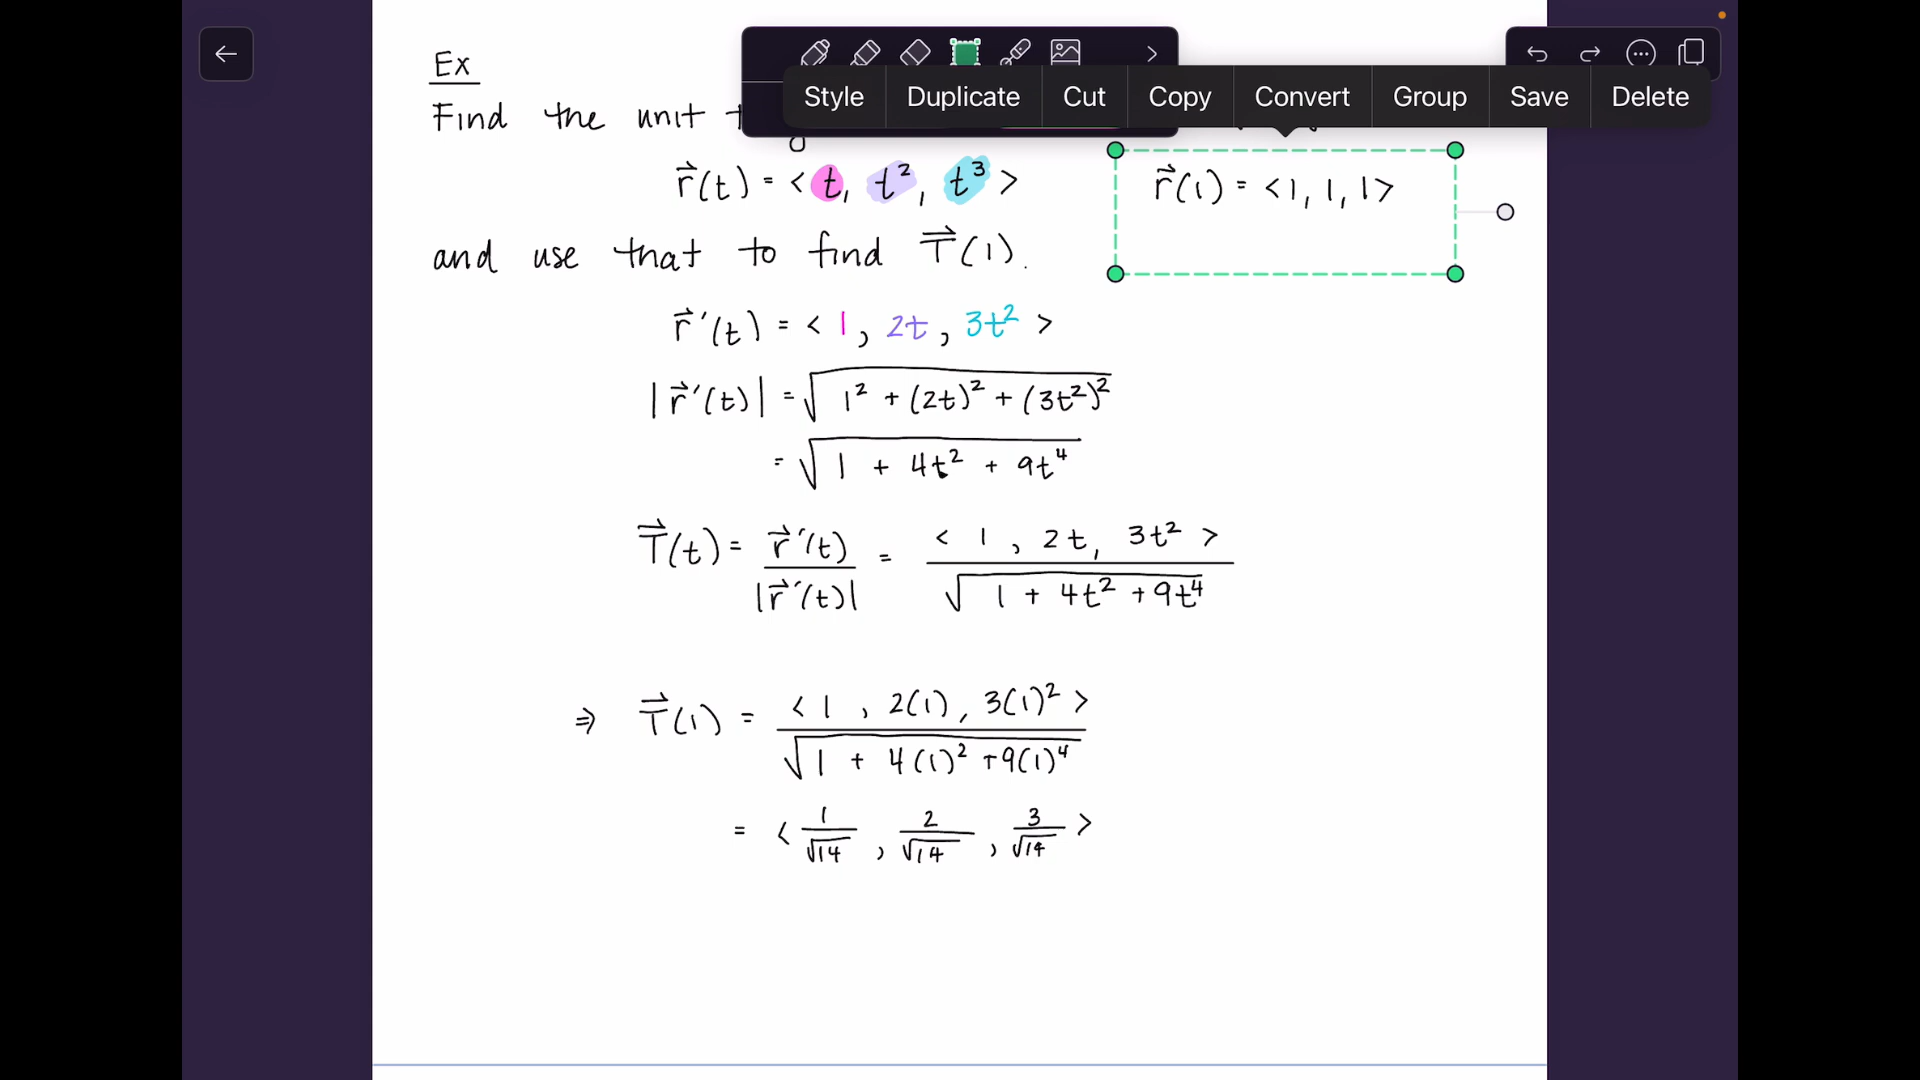 Ex
Style Duplicate Cut Copy Convert Group Save Delete
Find the unit
r⃗(t) = <t, t², t³>
r⃗(1) = <1, 1, 1>
and use that to find T⃗(1).
r⃗′(t) = < 1, 2t, 3t² >
|r⃗′(t)| = √(1² + (2t)² + (3t²)²)
= √(1 + 4t² + 9t⁴)
T⃗(t) = r⃗′(t) / |r⃗′(t)| = < 1, 2t, 3t² > / √(1 + 4t² + 9t⁴)
⇒ T⃗(1) = < 1, 2(1), 3(1)² > / √(1 + 4(1)² + 9(1)⁴)
= < 1/√14, 2/√14, 3/√14 >